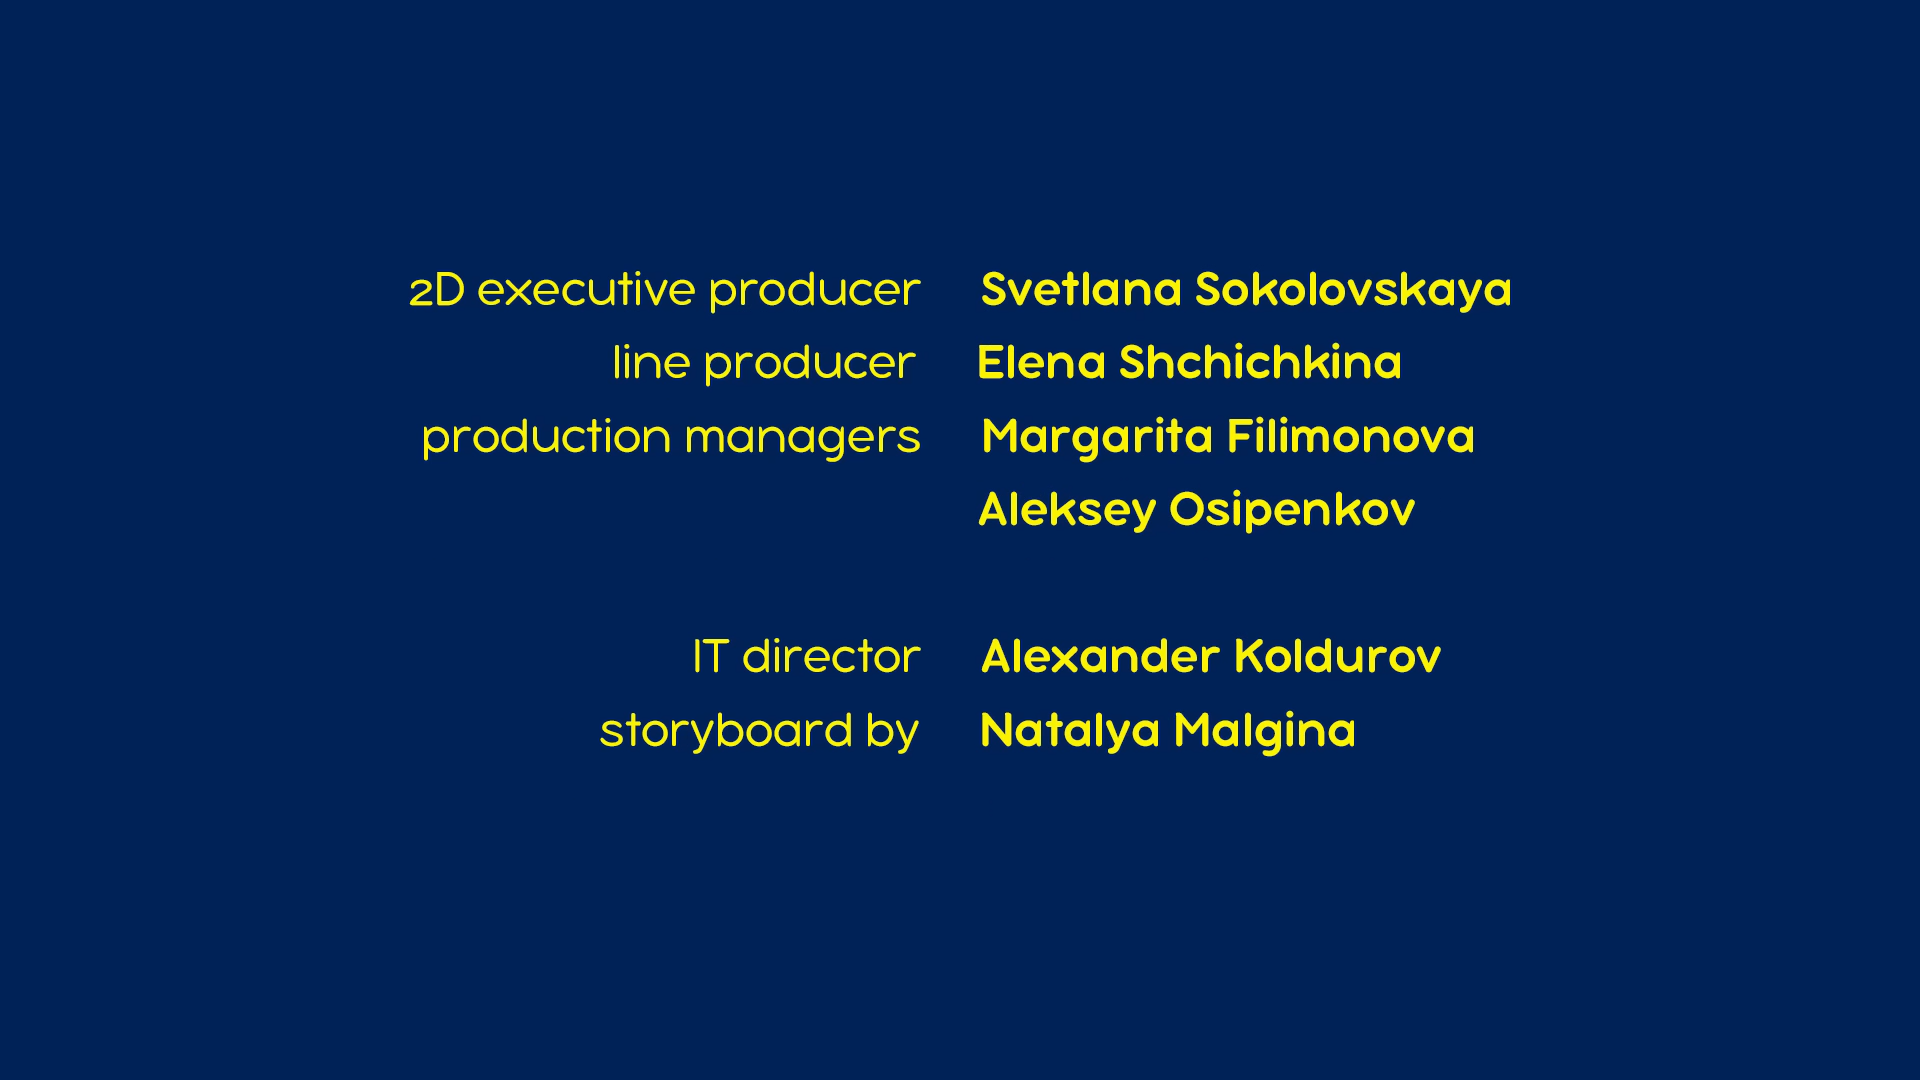 2D executive producer Svetlana Sokolovskaya
line producer Elena Shchichkina
production managers Margarita Filimonova
Aleksey Osipenkov
IT director Alexander Koldurov
storyboard by Natalya Malgina